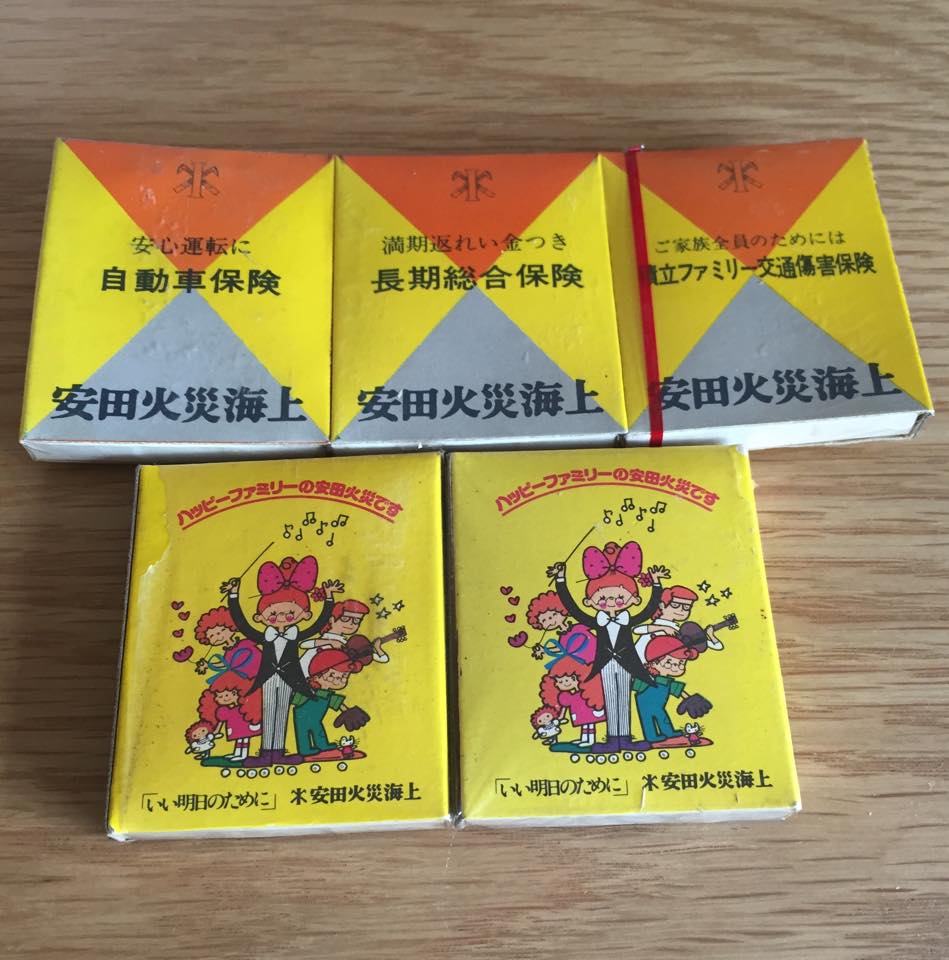 安心運転に
自動車保険
安田火災海上
満期返れい金つき
長期総合保険
安田火災海上
ご家族全員のためには
積立ファミリー交通傷害保険
安田火災海上
ハッピーファミリーの安田火災です
「いい明日のために」 安田火災海上
ハッピーファミリーの安田火災です
「いい明日のために」 安田火災海上